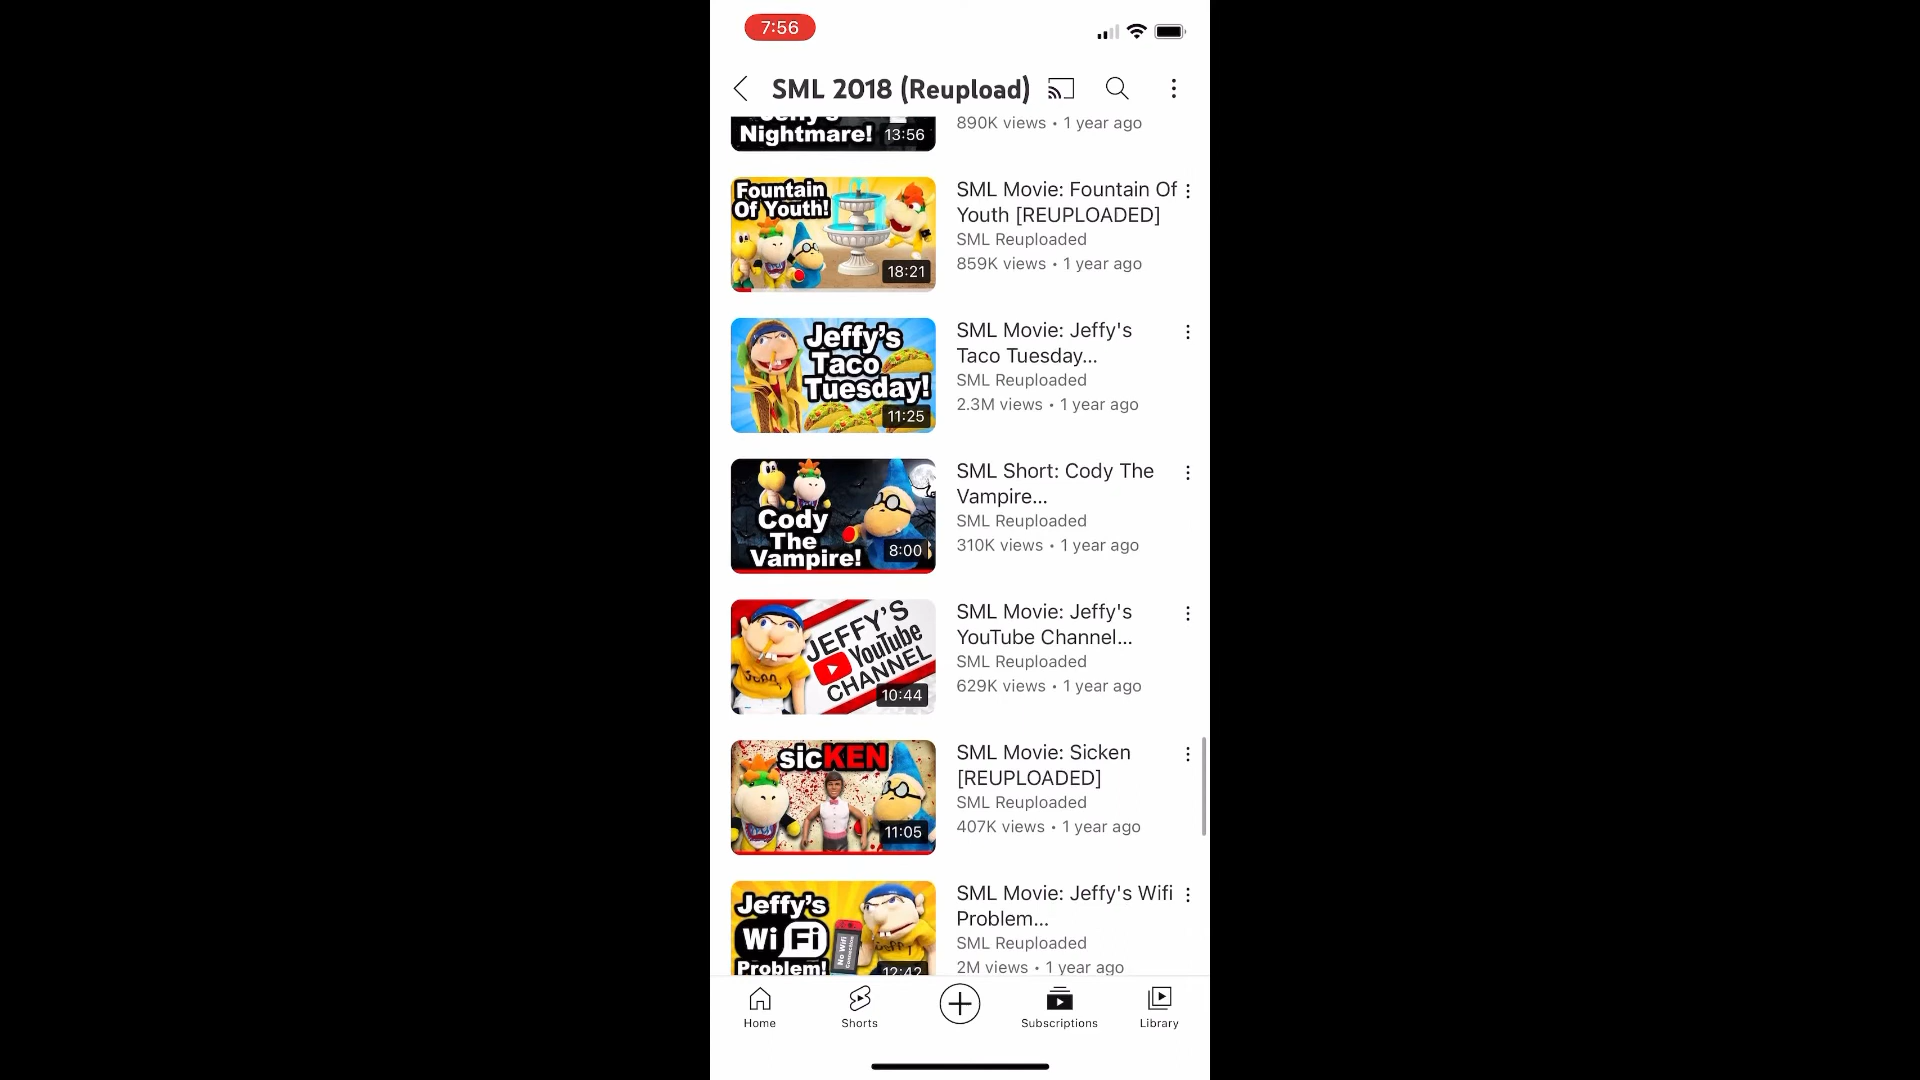 7:56
SML 2018 (Reupload)
Nightmare!
13:56
890K views • 1 year ago
Fountain
Of Youth!
18:21
SML Movie: Fountain Of
Youth [REUPLOADED]
SML Reuploaded
859K views • 1 year ago
Jeffy's
Taco
Tuesday!
11:25
SML Movie: Jeffy's
Taco Tuesday...
SML Reuploaded
2.3M views • 1 year ago
Cody
The
Vampire!
8:00
SML Short: Cody The
Vampire...
SML Reuploaded
310K views • 1 year ago
JEFFY'S
YouTube
CHANNEL
10:44
SML Movie: Jeffy's
YouTube Channel...
SML Reuploaded
629K views • 1 year ago
sicKEN
11:05
SML Movie: Sicken
[REUPLOADED]
SML Reuploaded
407K views • 1 year ago
Jeffy's
Wi Fi
Problem!
No Wifi
Connection
12:42
SML Movie: Jeffy's Wifi
Problem...
SML Reuploaded
2M views • 1 year ago
Home
Shorts
Subscriptions
Library